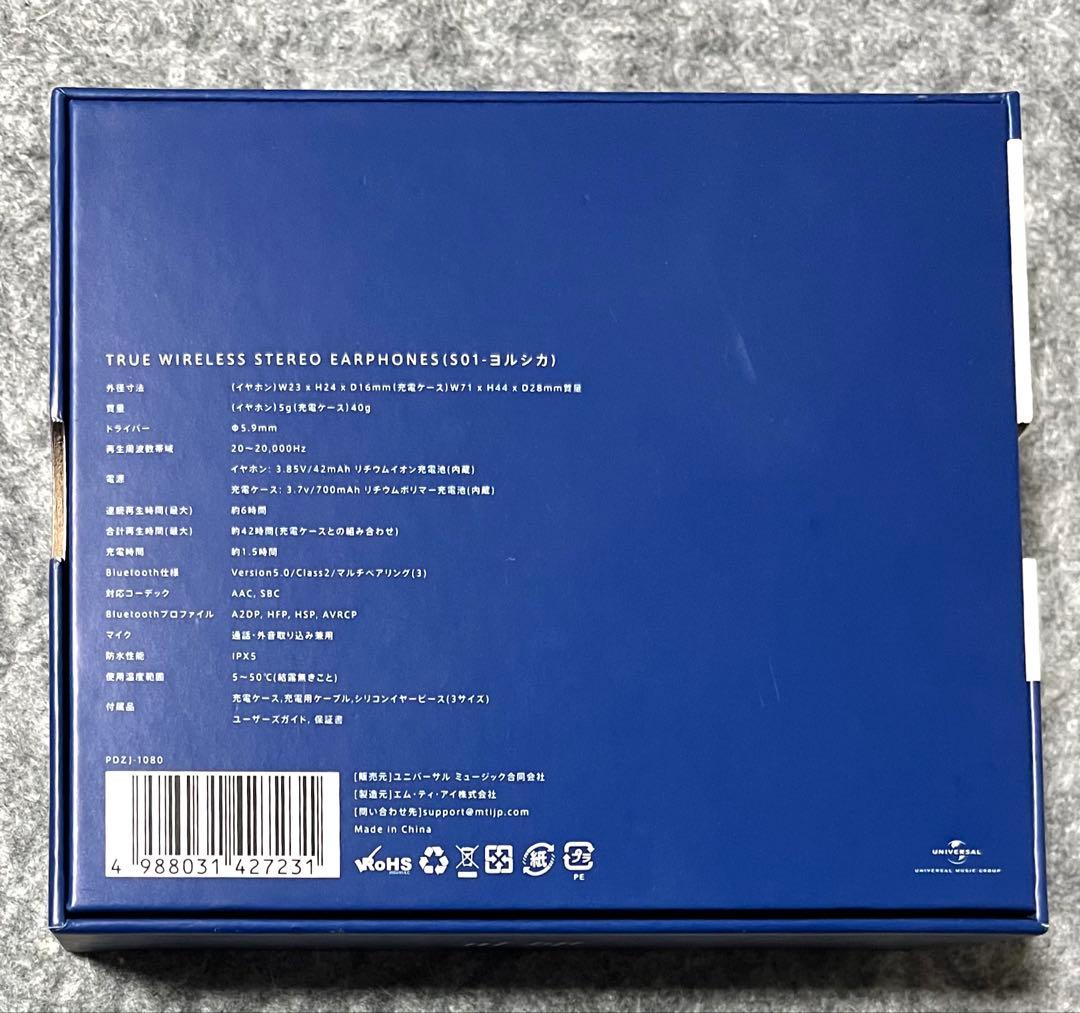 TRUE WIRELESS STEREO EARPHONES(S01-ヨルシカ)
外径寸法 (イヤホン)W23 x H24 x D16mm(充電ケース)W71 x H44 x D28mm質量
質量 (イヤホン)5g(充電ケース)40g
ドライバー Φ5.9mm
再生周波数帯域 20〜20,000Hz
電源 イヤホン: 3.85V/42mAh リチウムイオン充電池(内蔵)
充電ケース: 3.7v/700mAh リチウムポリマー充電池(内蔵)
連続再生時間(最大) 約6時間
合計再生時間(最大) 約42時間(充電ケースとの組み合わせ)
充電時間 約1.5時間
Bluetooth仕様 Version5.0/Class2/マルチペアリング(3)
対応コーデック AAC, SBC
Bluetoothプロファイル A2DP, HFP, HSP, AVRCP
マイク 通話・外音取り込み兼用
防水性能 IPX5
使用温度範囲 5〜50℃(結露無きこと)
付属品 充電ケース,充電用ケーブル,シリコンイヤーピース(3サイズ)
ユーザーズガイド, 保証書
PDZJ-1080
[販売元]ユニバーサル ミュージック合同会社
[製造元]エム・ティ・アイ株式会社
[問い合わせ先]support@mtijp.com
Made in China
4 988031 427231
RoHS
紙
プラ
PE
UNIVERSAL
UNIVERSAL MUSIC GROUP